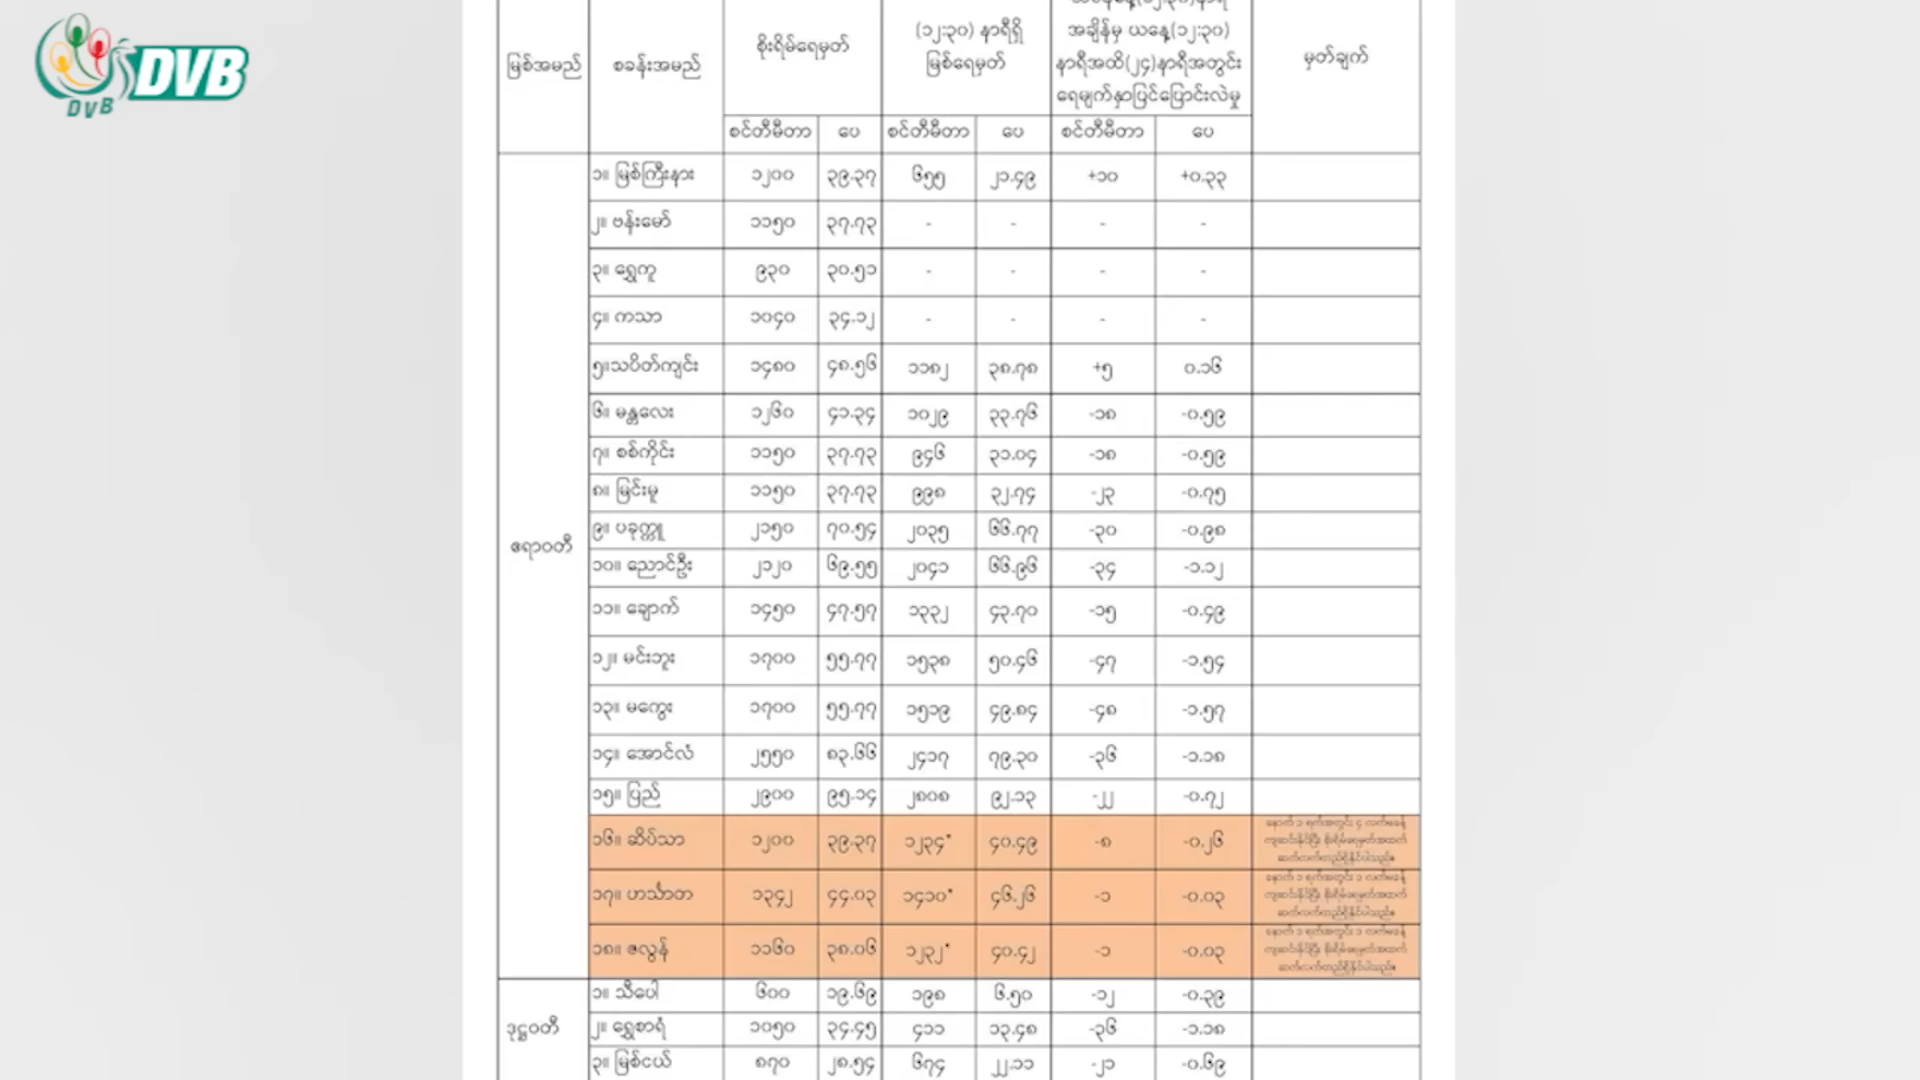 DVB
DVB
မြစ်အမည် စခန်းအမည် စိုးရိမ်ရေမှတ် (၁၂:၃၀) နာရီရှိ မြစ်ရေမှတ် အချိန်မှ ယနေ့(၁၂:၃၀) နာရီအထိ(၂၄)နာရီအတွင်း ရေမျက်နှာပြင်ပြောင်းလဲမှု မှတ်ချက်
စင်တီမီတာ ပေ စင်တီမီတာ ပေ စင်တီမီတာ ပေ
ဧရာဝတီ
၁။ မြစ်ကြီးနား ၁၂၀၀ ၃၉.၃၇ ၆၅၅ ၂၁.၄၉ +၁၀ +၀.၃၃
၂။ ဗန်းမော် ၁၁၅၀ ၃၇.၇၃ - - - -
၃။ ရွှေကူ ၉၃၀ ၃၀.၅၁ - - - -
၄။ ကသာ ၁၀၄၀ ၃၄.၁၂ - - - -
၅။သပိတ်ကျင်း ၁၄၈၀ ၄၈.၅၆ ၁၁၈၂ ၃၈.၇၈ +၅ ၀.၁၆
၆။ မန္တလေး ၁၂၆၀ ၄၁.၃၄ ၁၀၂၉ ၃၃.၇၆ -၁၈ -၀.၅၉
၇။ စစ်ကိုင်း ၁၁၅၀ ၃၇.၇၃ ၉၄၆ ၃၁.၀၄ -၁၈ -၀.၅၉
၈။ မြင်းမူ ၁၁၅၀ ၃၇.၇၃ ၉၉၈ ၃၂.၇၄ -၂၃ -၀.၇၅
၉။ ပခုက္ကူ ၂၁၅၀ ၇၀.၅၄ ၂၀၃၅ ၆၆.၇၇ -၃၀ -၀.၉၈
၁၀။ ညောင်ဦး ၂၁၂၀ ၆၉.၅၅ ၂၀၄၁ ၆၆.၉၆ -၃၄ -၁.၁၂
၁၁။ ချောက် ၁၄၅၀ ၄၇.၅၇ ၁၃၃၂ ၄၃.၇၀ -၁၅ -၀.၄၉
၁၂။ မင်းဘူး ၁၇၀၀ ၅၅.၇၇ ၁၅၃၈ ၅၀.၄၆ -၄၇ -၁.၅၄
၁၃။ မကွေး ၁၇၀၀ ၅၅.၇၇ ၁၅၁၉ ၄၉.၈၄ -၄၈ -၁.၅၇
၁၄။ အောင်လံ ၂၅၅၀ ၈၃.၆၆ ၂၄၁၇ ၇၉.၃၀ -၃၆ -၁.၁၈
၁၅။ ပြည် ၂၉၀၀ ၉၅.၁၄ ၂၈၀၈ ၉၂.၁၃ -၂၂ -၀.၇၂
၁၆။ ဆိပ်သာ ၁၂၀၀ ၃၉.၃၇ ၁၂၃၄* ၄၀.၄၉ -၈ -၀.၂၆
၁၇။ ဟင်္သာတ ၁၃၄၂ ၄၄.၀၃ ၁၄၁၀* ၄၆.၂၆ -၁ -၀.၀၃
၁၈။ ဇလွန် ၁၁၆၀ ၃၈.၀၆ ၁၂၃၂* ၄၀.၄၂ -၁ -၀.၀၃
ဒုဋ္ဌဝတီ
၁။ သီပေါ ၆၀၀ ၁၉.၆၉ ၁၉၈ ၆.၅၀ -၁၂ -၀.၃၉
၂။ ရွှေစာရံ ၁၀၅၀ ၃၄.၄၅ ၄၁၁ ၁၃.၄၈ -၃၆ -၁.၁၈
၃။ မြစ်ငယ် ၈၇၀ ၂၈.၅၄ ၆၇၄ ၂၂.၁၁ -၂၁ -၀.၆၉